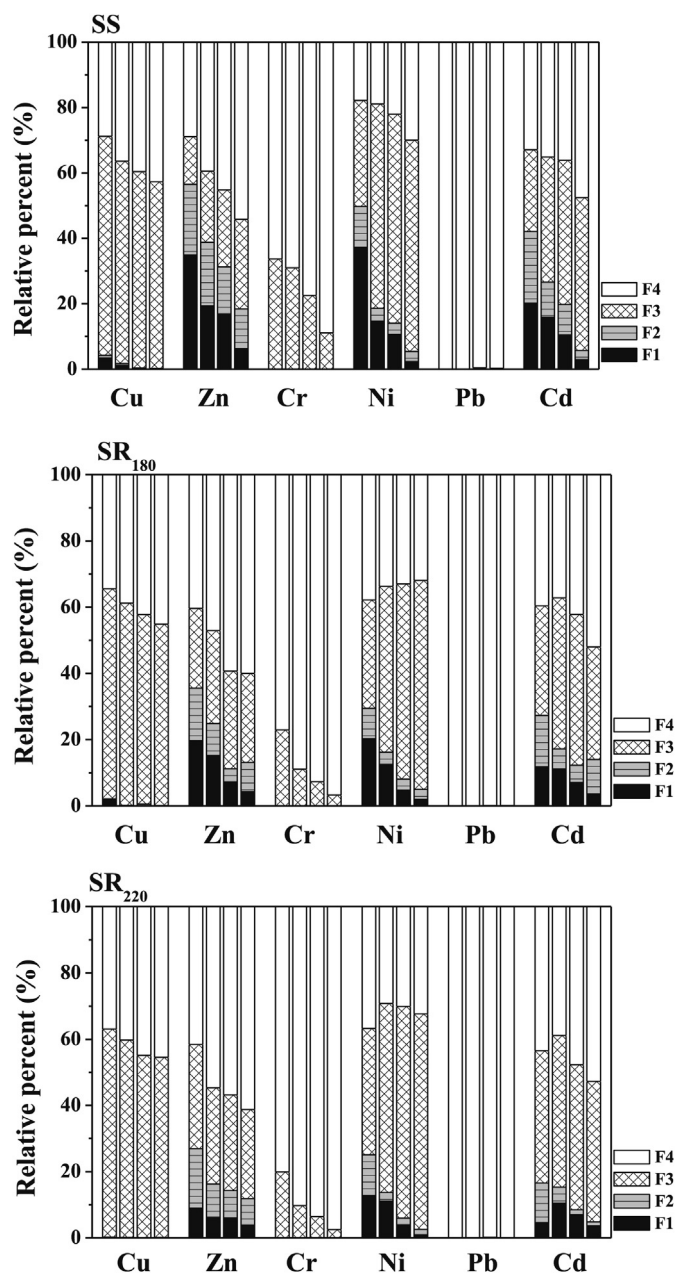 SS
Relative percent (%)
100
80
60
40
20
0
F4
F3
F2
F1
Cu Zn Cr Ni Pb Cd
SR180
Relative percent (%)
100
80
60
40
20
0
F4
F3
F2
F1
Cu Zn Cr Ni Pb Cd
SR220
Relative percent (%)
100
80
60
40
20
0
F4
F3
F2
F1
Cu Zn Cr Ni Pb Cd